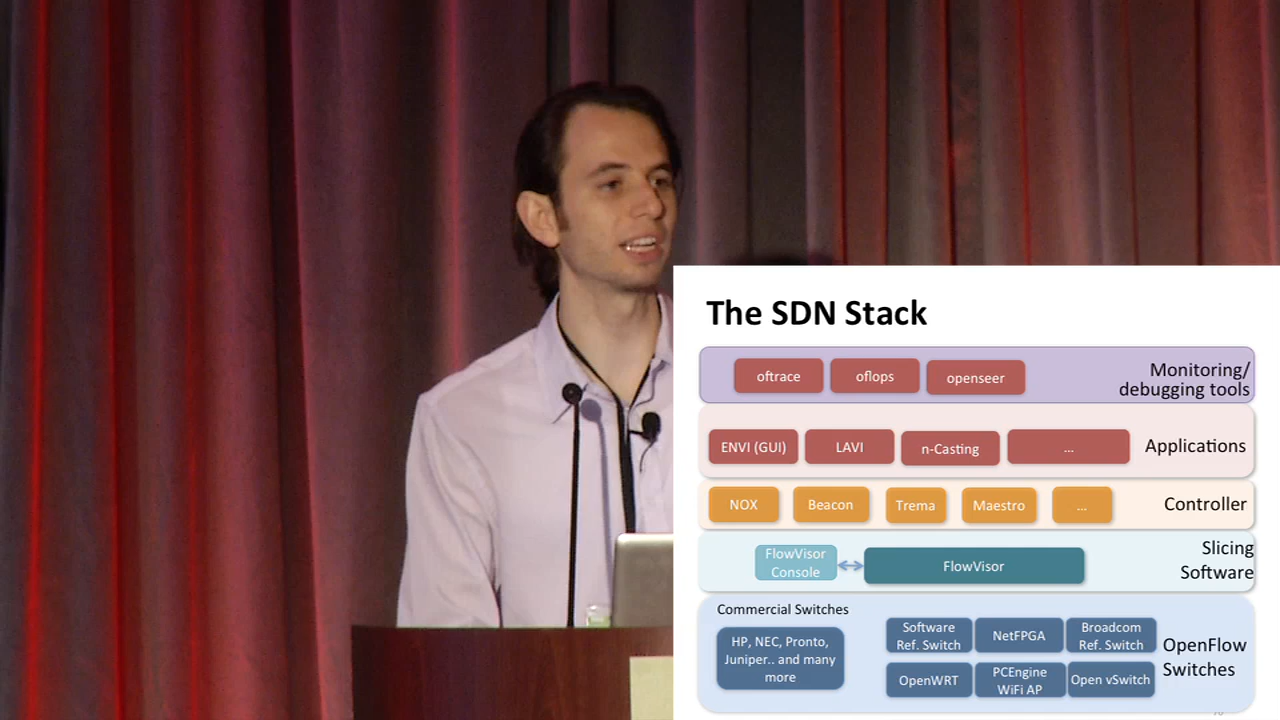 The SDN Stack
oftrace
oflops
openseer
Monitoring/
debugging tools
ENVI (GUI)
LAVI
n-Casting
...
Applications
NOX
Beacon
Trema
Maestro
...
Controller
FlowVisor
Console
FlowVisor
Slicing
Software
Commercial Switches
HP, NEC, Pronto,
Juniper.. and many
more
Software
Ref. Switch
NetFPGA
Broadcom
Ref. Switch
OpenWRT
PCEngine
WiFi AP
Open vSwitch
OpenFlow
Switches